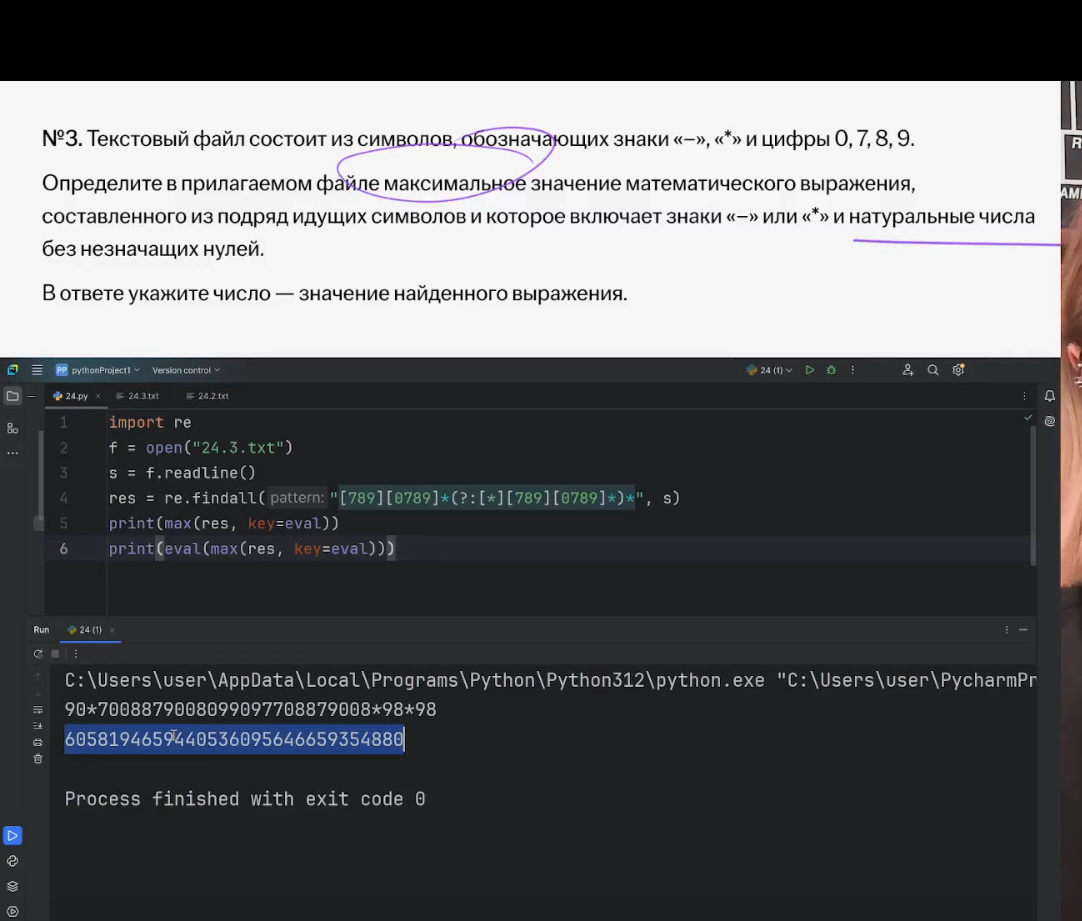 №3. Текстовый файл состоит из символов, обозначающих знаки «–», «*» и цифры 0, 7, 8, 9.
Определите в прилагаемом файле максимальное значение математического выражения,
составленного из подряд идущих символов и которое включает знаки «–» или «*» и натуральные числа
без незначащих нулей.
В ответе укажите число — значение найденного выражения.
PP pythonProject1 Version control 24 (1)
24.py 24.3.txt 24.2.txt
1 import re
2 f = open("24.3.txt")
3 s = f.readline()
4 res = re.findall( pattern: "[789][0789]*(?:[*][789][0789]*)*", s)
5 print(max(res, key=eval))
6 print(eval(max(res, key=eval)))
Run 24 (1)
C:\Users\user\AppData\Local\Programs\Python\Python312\python.exe "C:\Users\user\PycharmPr
90*7008879008099097708879008*98*98
6058194659440536095646659354880
Process finished with exit code 0